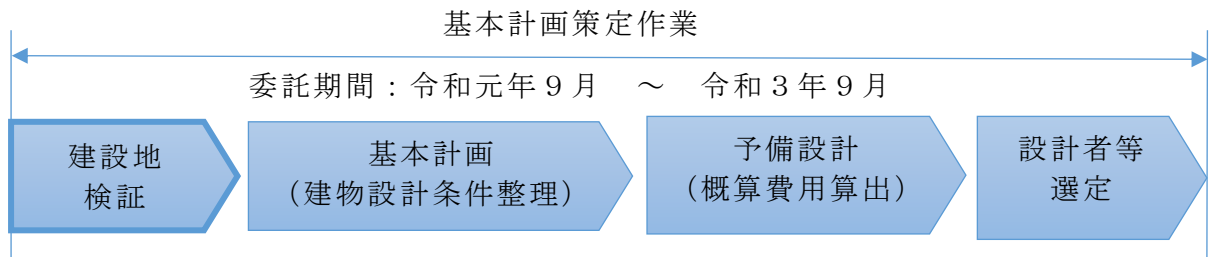 基本計画策定作業
委託期間：令和元年９月　～　令和３年９月
建設地
検証
基本計画
（建物設計条件整理）
予備設計
（概算費用算出）
設計者等
選定